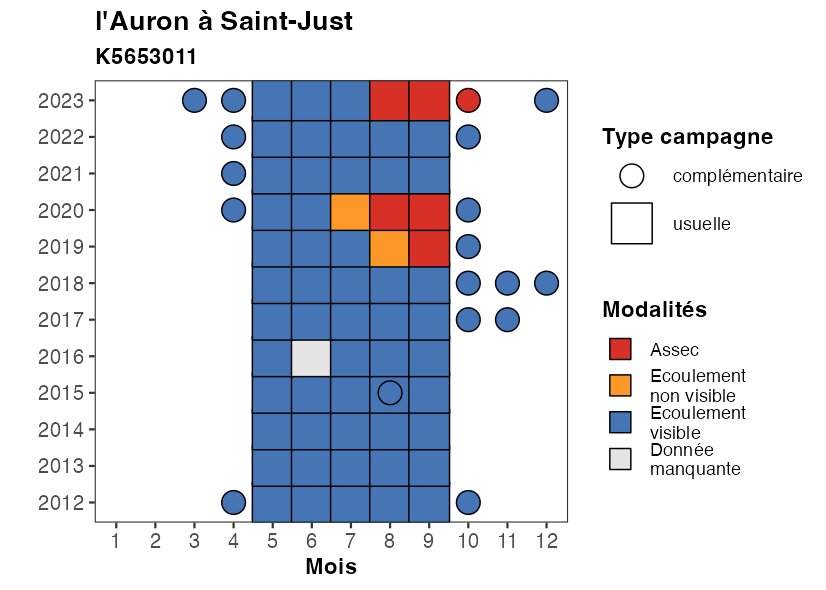 l'Auron à Saint-Just
K5653011
2023
2022
2021
2020
2019
2018
2017
2016
2015
2014
2013
2012
1 2 3 4 5 6 7 8 9 10 11 12
Mois
Type campagne
complémentaire
usuelle
Modalités
Assec
Ecoulement
non visible
Ecoulement
visible
Donnée
manquante